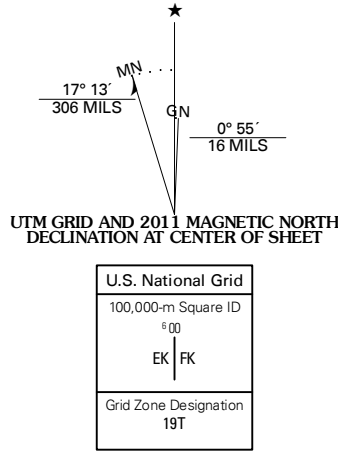 ★
MN
GN
17° 13´
306 MILS
0° 55´
16 MILS
UTM GRID AND 2011 MAGNETIC NORTH
DECLINATION AT CENTER OF SHEET
U.S. National Grid
100,000-m Square ID
600
EK FK
Grid Zone Designation
19T